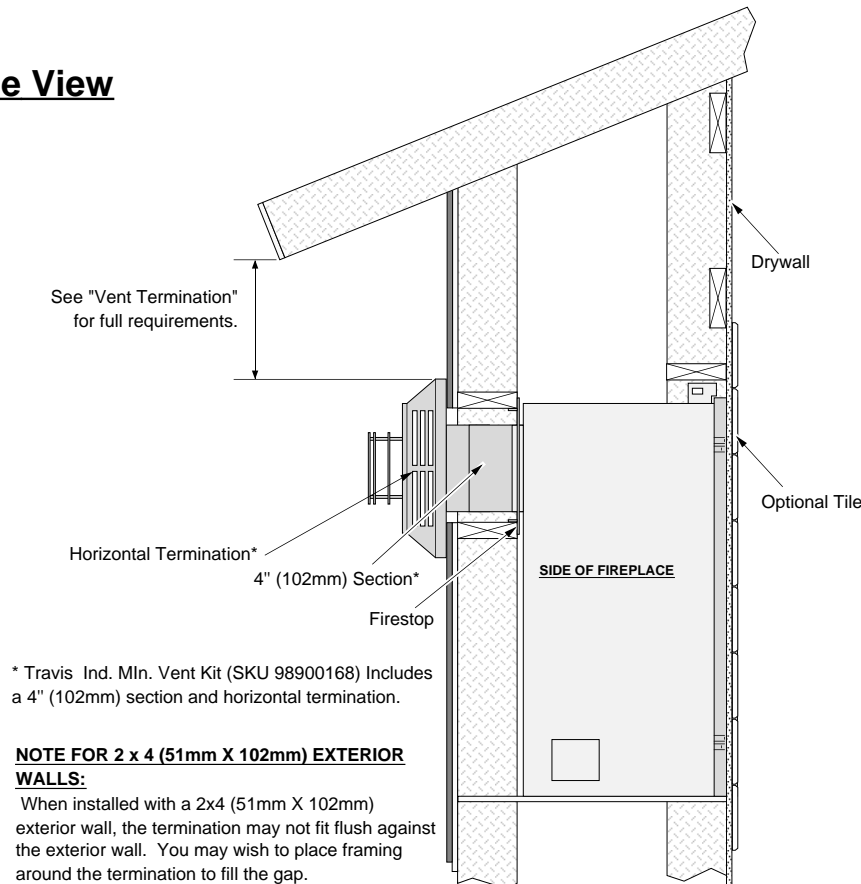 e View
See "Vent Termination"
for full requirements.
Drywall
Optional Tile
Horizontal Termination*
4" (102mm) Section*
Firestop
SIDE OF FIREPLACE
* Travis Ind. MIn. Vent Kit (SKU 98900168) Includes
a 4" (102mm) section and horizontal termination.
NOTE FOR 2 x 4 (51mm X 102mm) EXTERIOR
WALLS:
When installed with a 2x4 (51mm X 102mm)
exterior wall, the termination may not fit flush against
the exterior wall. You may wish to place framing
around the termination to fill the gap.